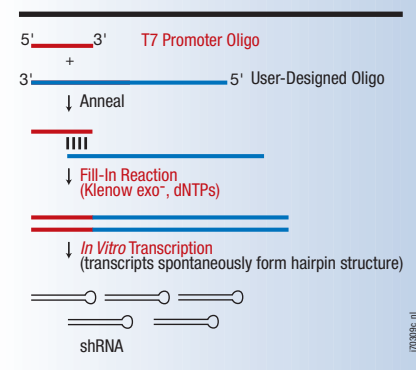 5' 3' T7 Promoter Oligo
+
3' 5' User-Designed Oligo
Anneal
Fill-In Reaction
(Klenow exo⁻, dNTPs)
In Vitro Transcription
(transcripts spontaneously form hairpin structure)
shRNA
i70309c_nl